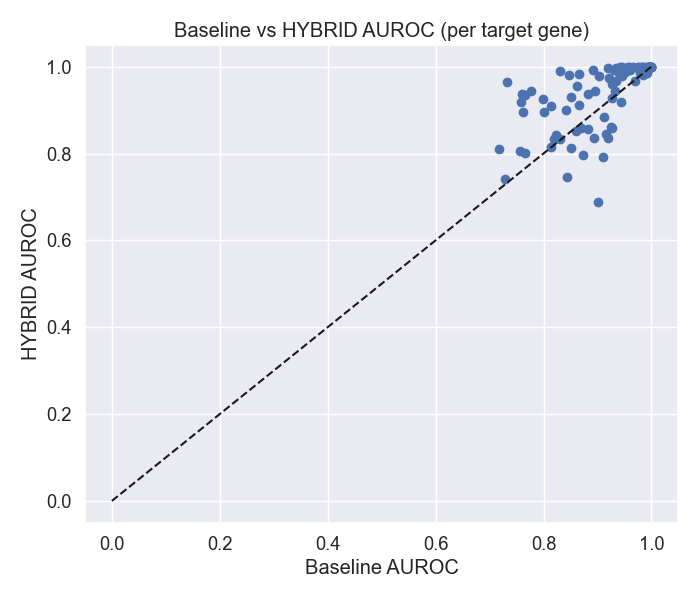 Baseline vs HYBRID AUROC (per target gene)
1.0
0.8
0.6
0.4
0.2
0.0
HYBRID AUROC
0.0 0.2 0.4 0.6 0.8 1.0
Baseline AUROC